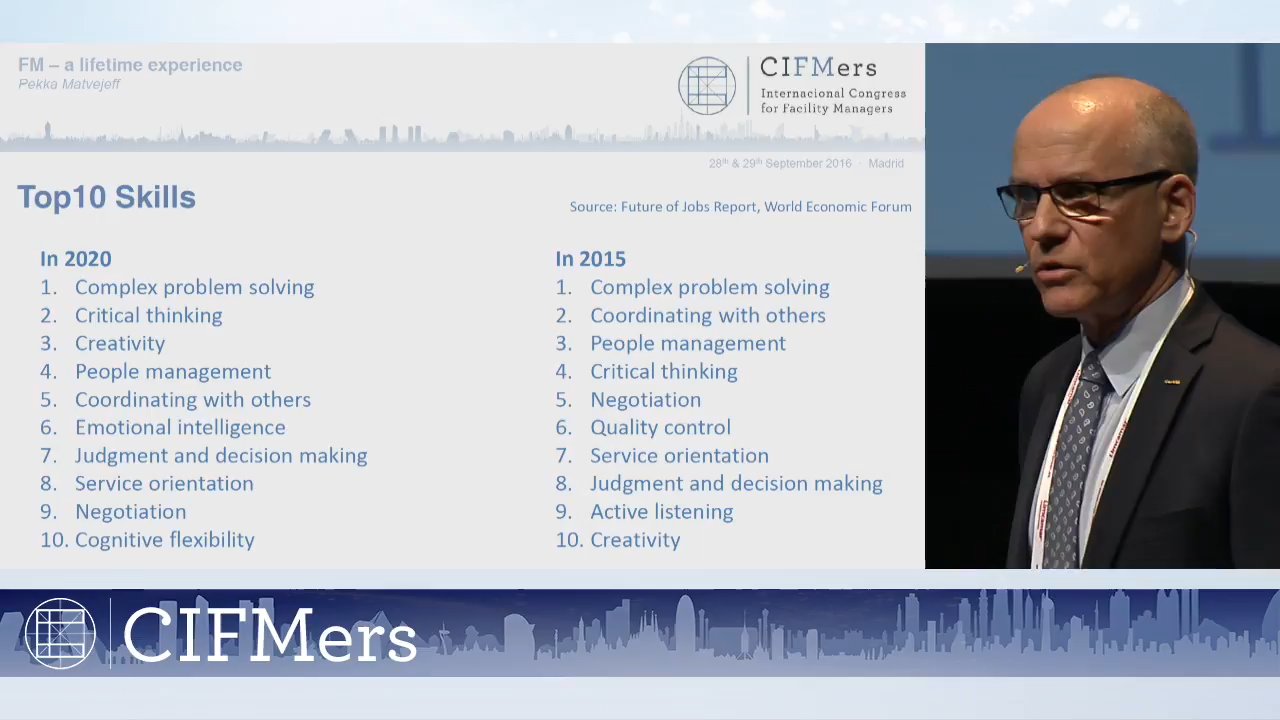 FM – a lifetime experience
Pekka Matvejeff
CIFMers
Internacional Congress
for Facility Managers
28th & 29th September 2016 · Madrid
Top10 Skills
Source: Future of Jobs Report, World Economic Forum
In 2020
1. Complex problem solving
2. Critical thinking
3. Creativity
4. People management
5. Coordinating with others
6. Emotional intelligence
7. Judgment and decision making
8. Service orientation
9. Negotiation
10. Cognitive flexibility
In 2015
1. Complex problem solving
2. Coordinating with others
3. People management
4. Critical thinking
5. Negotiation
6. Quality control
7. Service orientation
8. Judgment and decision making
9. Active listening
10. Creativity
CIFMers